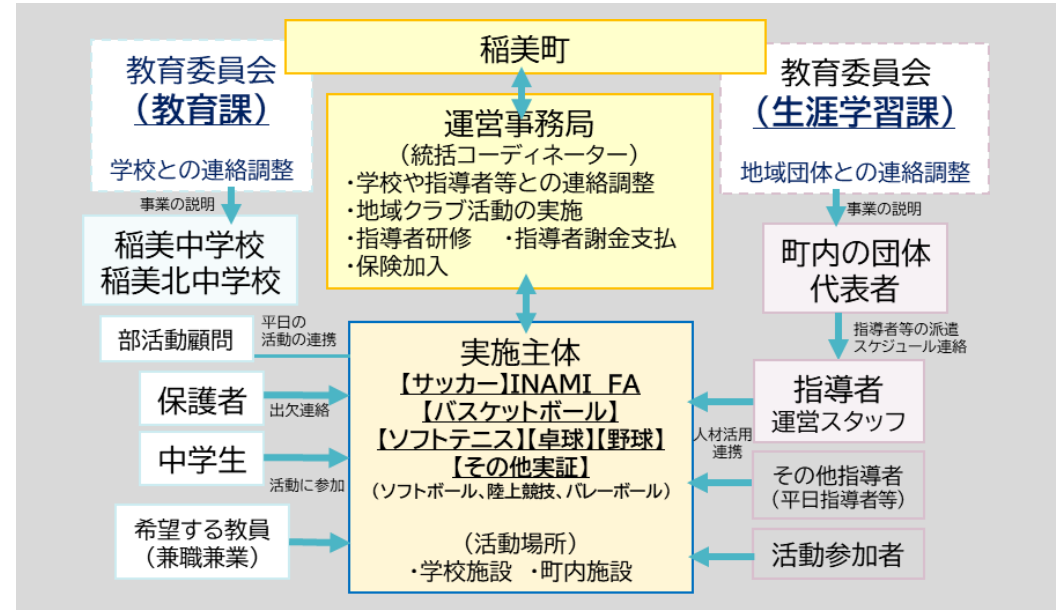 稲美町
教育委員会
（教育課）
学校との連絡調整
事業の説明
稲美中学校
稲美北中学校
運営事務局
（統括コーディネーター）
・学校や指導者等との連絡調整
・地域クラブ活動の実施
・指導者研修　・指導者謝金支払
・保険加入
教育委員会
（生涯学習課）
地域団体との連絡調整
事業の説明
町内の団体
代表者
指導者等の派遣
スケジュール連絡
部活動顧問
平日の
活動の連携
保護者
出欠連絡
中学生
活動に参加
希望する教員
（兼職兼業）
実施主体
【サッカー】INAMI FA
【バスケットボール】
【ソフトテニス】【卓球】【野球】
【その他実証】
（ソフトボール、陸上競技、バレーボール）
（活動場所）
・学校施設　・町内施設
指導者
運営スタッフ
人材活用
連携
その他指導者
（平日指導者等）
活動参加者